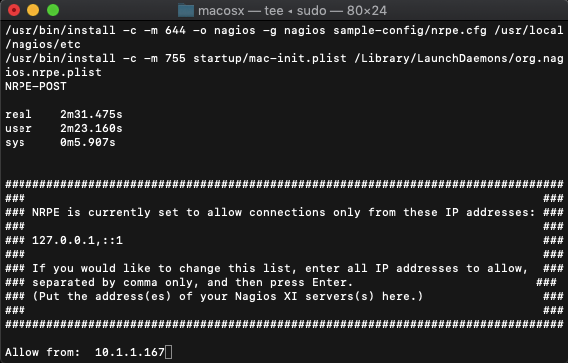 macosx — tee ◂ sudo — 80×24
/usr/bin/install -c -m 644 -o nagios -g nagios sample-config/nrpe.cfg /usr/local
/nagios/etc
/usr/bin/install -c -m 755 startup/mac-init.plist /Library/LaunchDaemons/org.nag
ios.nrpe.plist
NRPE-POST
real    2m31.475s
user    2m23.160s
sys     0m5.907s
################################################################################
###                                                                          ###
### NRPE is currently set to allow connections only from these IP addresses: ###
###                                                                          ###
### 127.0.0.1,::1                                                            ###
###                                                                          ###
### If you would like to change this list, enter all IP addresses to allow,  ###
### separated by comma only, and then press Enter.                          ###
### (Put the address(es) of your Nagios XI servers(s) here.)                 ###
###                                                                          ###
################################################################################
Allow from:  10.1.1.167